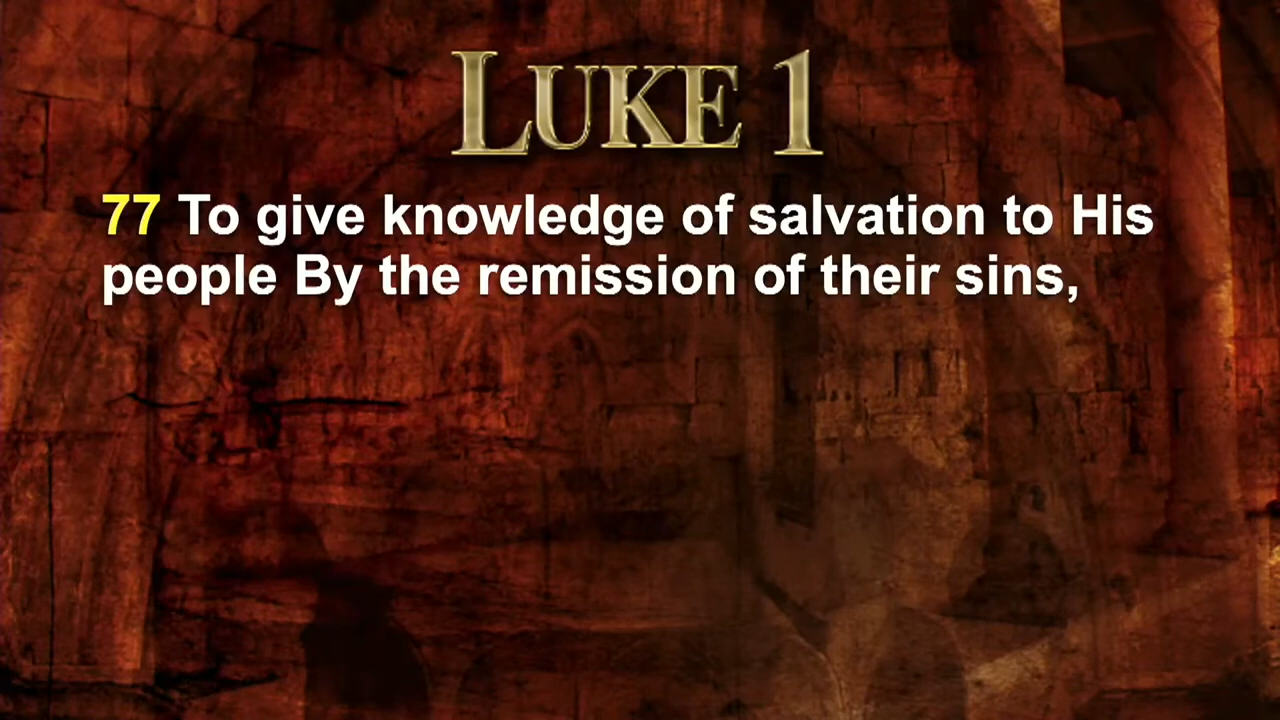 LUKE 1
77 To give knowledge of salvation to His
people By the remission of their sins,